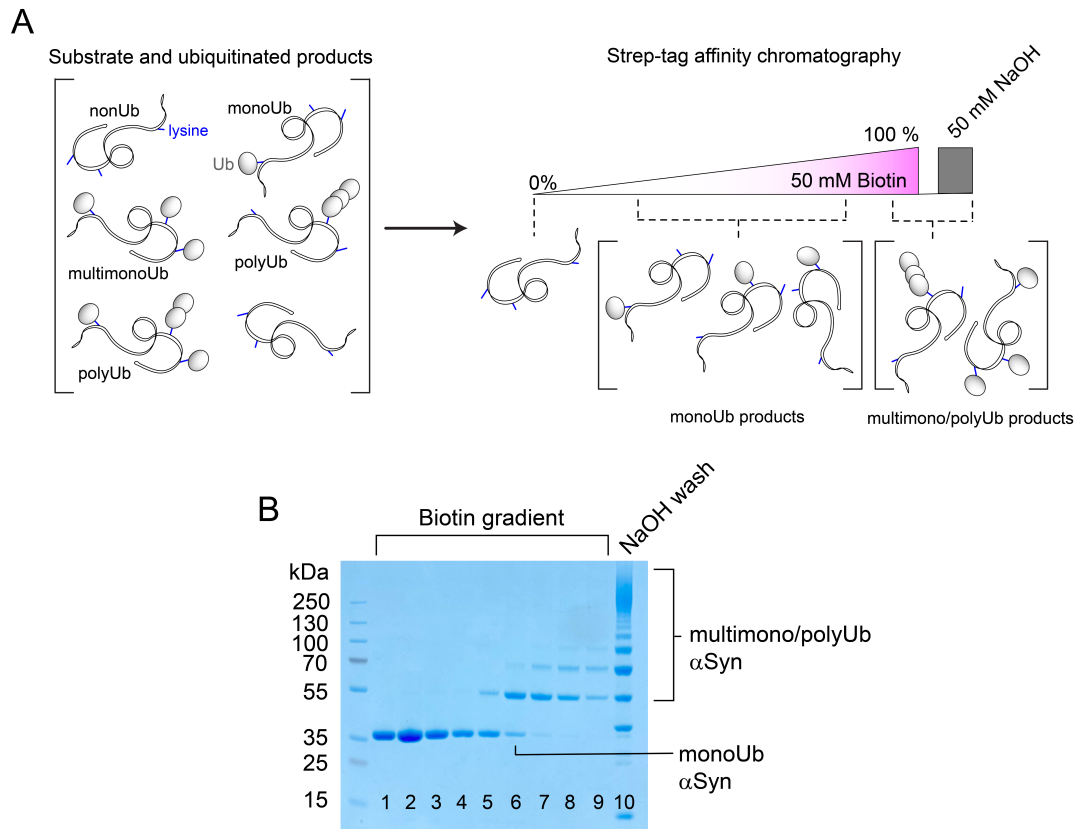 A
Substrate and ubiquitinated products
nonUb
lysine
monoUb
Ub
multimonoUb
polyUb
polyUb
Strep-tag affinity chromatography
0%
100 %
50 mM Biotin
50 mM NaOH
monoUb products
multimono/polyUb products
B
Biotin gradient
NaOH wash
kDa
250
130
100
70
55
35
25
15
1 2 3 4 5 6 7 8 9 10
multimono/polyUb
αSyn
monoUb
αSyn